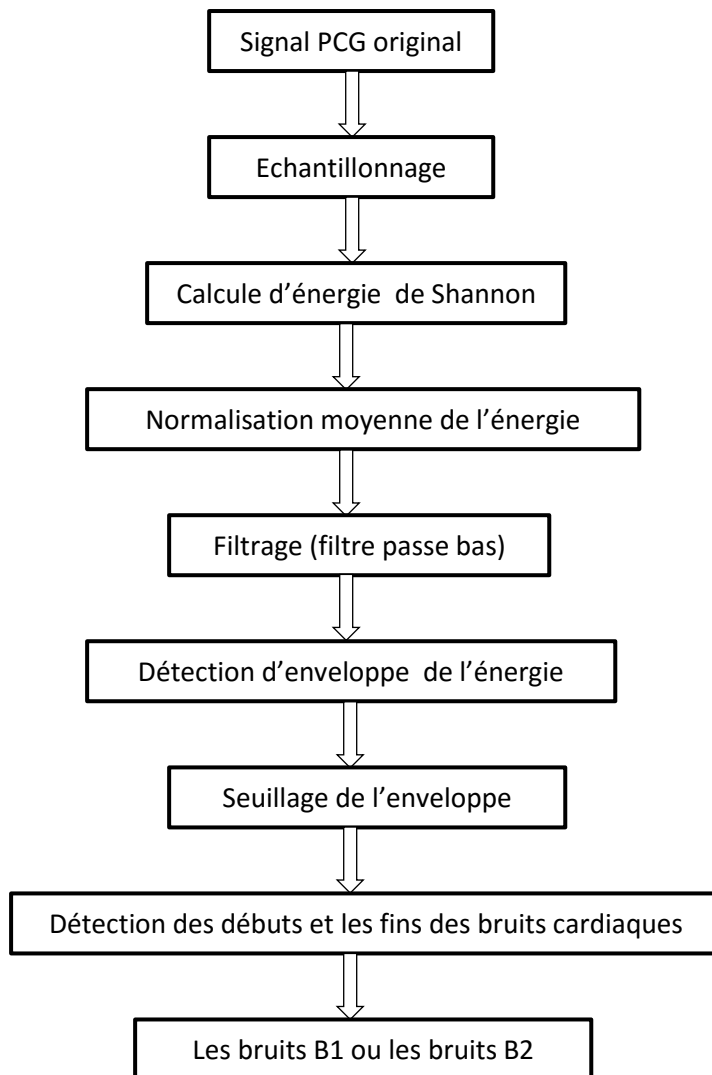 Signal PCG original
Echantillonnage
Calcule d’énergie  de Shannon
Normalisation moyenne de l’énergie
Filtrage (filtre passe bas)
Détection d’enveloppe  de l’énergie
Seuillage de l’enveloppe
Détection des débuts et les fins des bruits cardiaques
Les bruits B1 ou les bruits B2